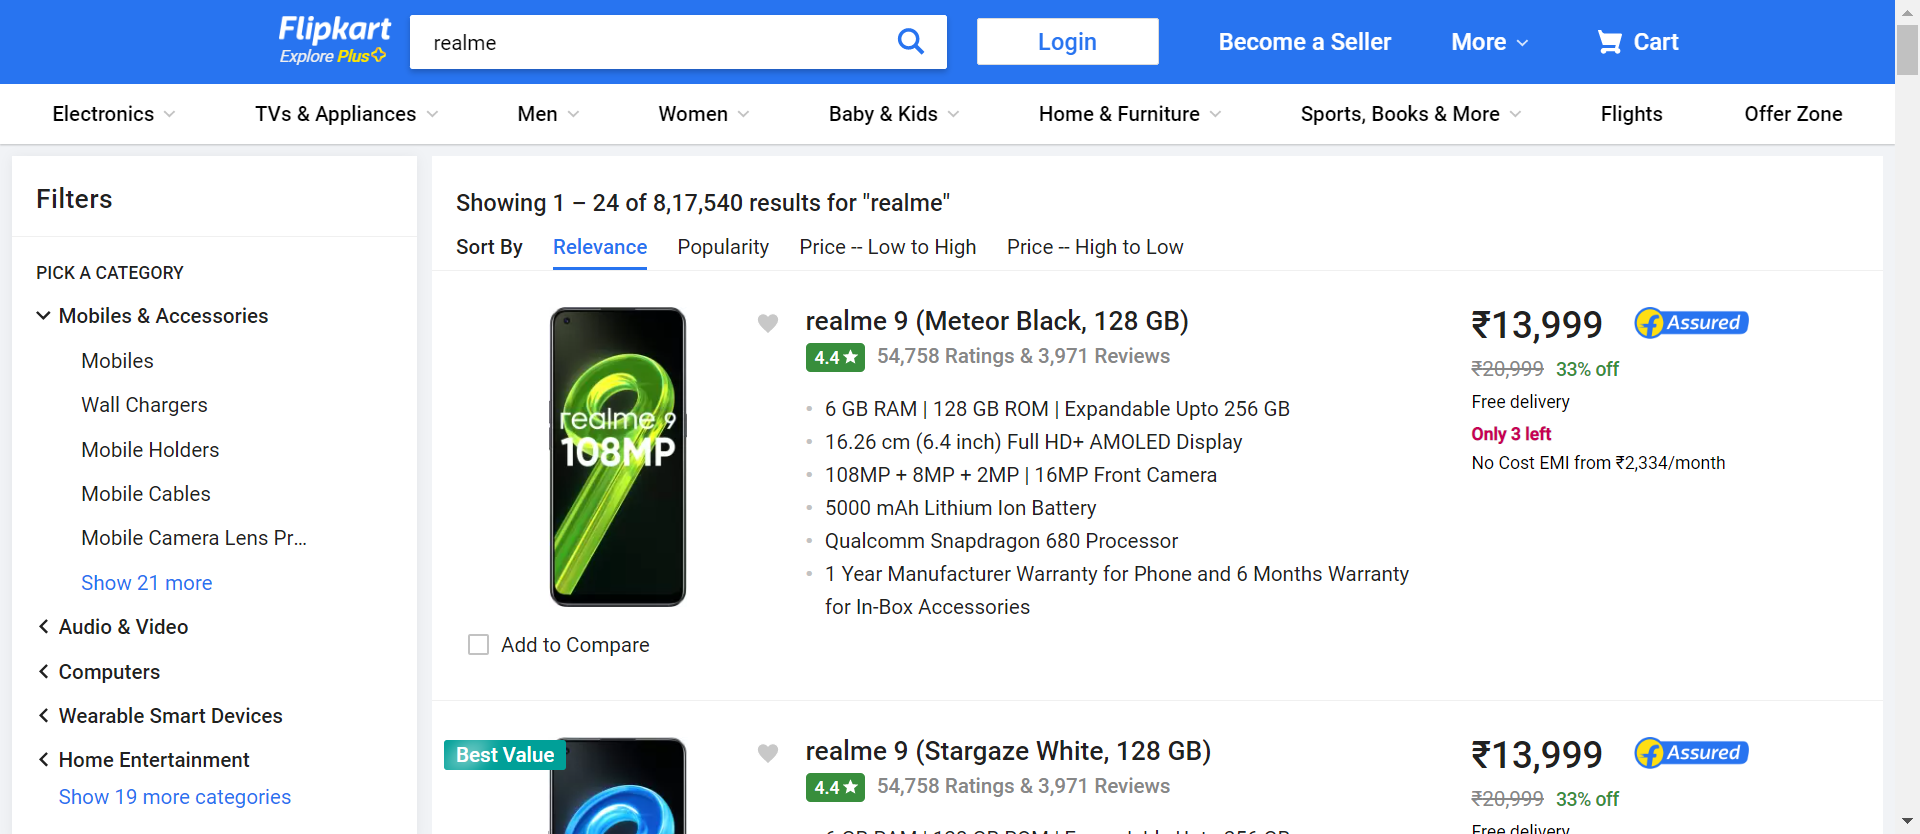 Flipkart
Explore Plus
realme
Login
Become a Seller
More
Cart
Electronics
TVs & Appliances
Men
Women
Baby & Kids
Home & Furniture
Sports, Books & More
Flights
Offer Zone
Filters
PICK A CATEGORY
Mobiles & Accessories
Mobiles
Wall Chargers
Mobile Holders
Mobile Cables
Mobile Camera Lens Pr...
Show 21 more
Audio & Video
Computers
Wearable Smart Devices
Home Entertainment
Show 19 more categories
Showing 1 – 24 of 8,17,540 results for "realme"
Sort By
Relevance
Popularity
Price -- Low to High
Price -- High to Low
realme 9
108MP
Add to Compare
realme 9 (Meteor Black, 128 GB)
4.4★ 54,758 Ratings & 3,971 Reviews
6 GB RAM | 128 GB ROM | Expandable Upto 256 GB
16.26 cm (6.4 inch) Full HD+ AMOLED Display
108MP + 8MP + 2MP | 16MP Front Camera
5000 mAh Lithium Ion Battery
Qualcomm Snapdragon 680 Processor
1 Year Manufacturer Warranty for Phone and 6 Months Warranty
for In-Box Accessories
₹13,999
Assured
₹20,999 33% off
Free delivery
Only 3 left
No Cost EMI from ₹2,334/month
Best Value
realme 9 (Stargaze White, 128 GB)
4.4★ 54,758 Ratings & 3,971 Reviews
6 GB RAM | 128 GB ROM | Expandable Upto 256 GB
₹13,999
Assured
₹20,999 33% off
Free delivery